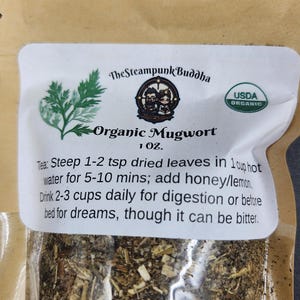 TheSteampunkBuddha
USDA
ORGANIC
Organic Mugwort
1 OZ.
Tea: Steep 1-2 tsp dried leaves in 1 cup hot
water for 5-10 mins; add honey/lemon.
Drink 2-3 cups daily for digestion or before
bed for dreams, though it can be bitter.